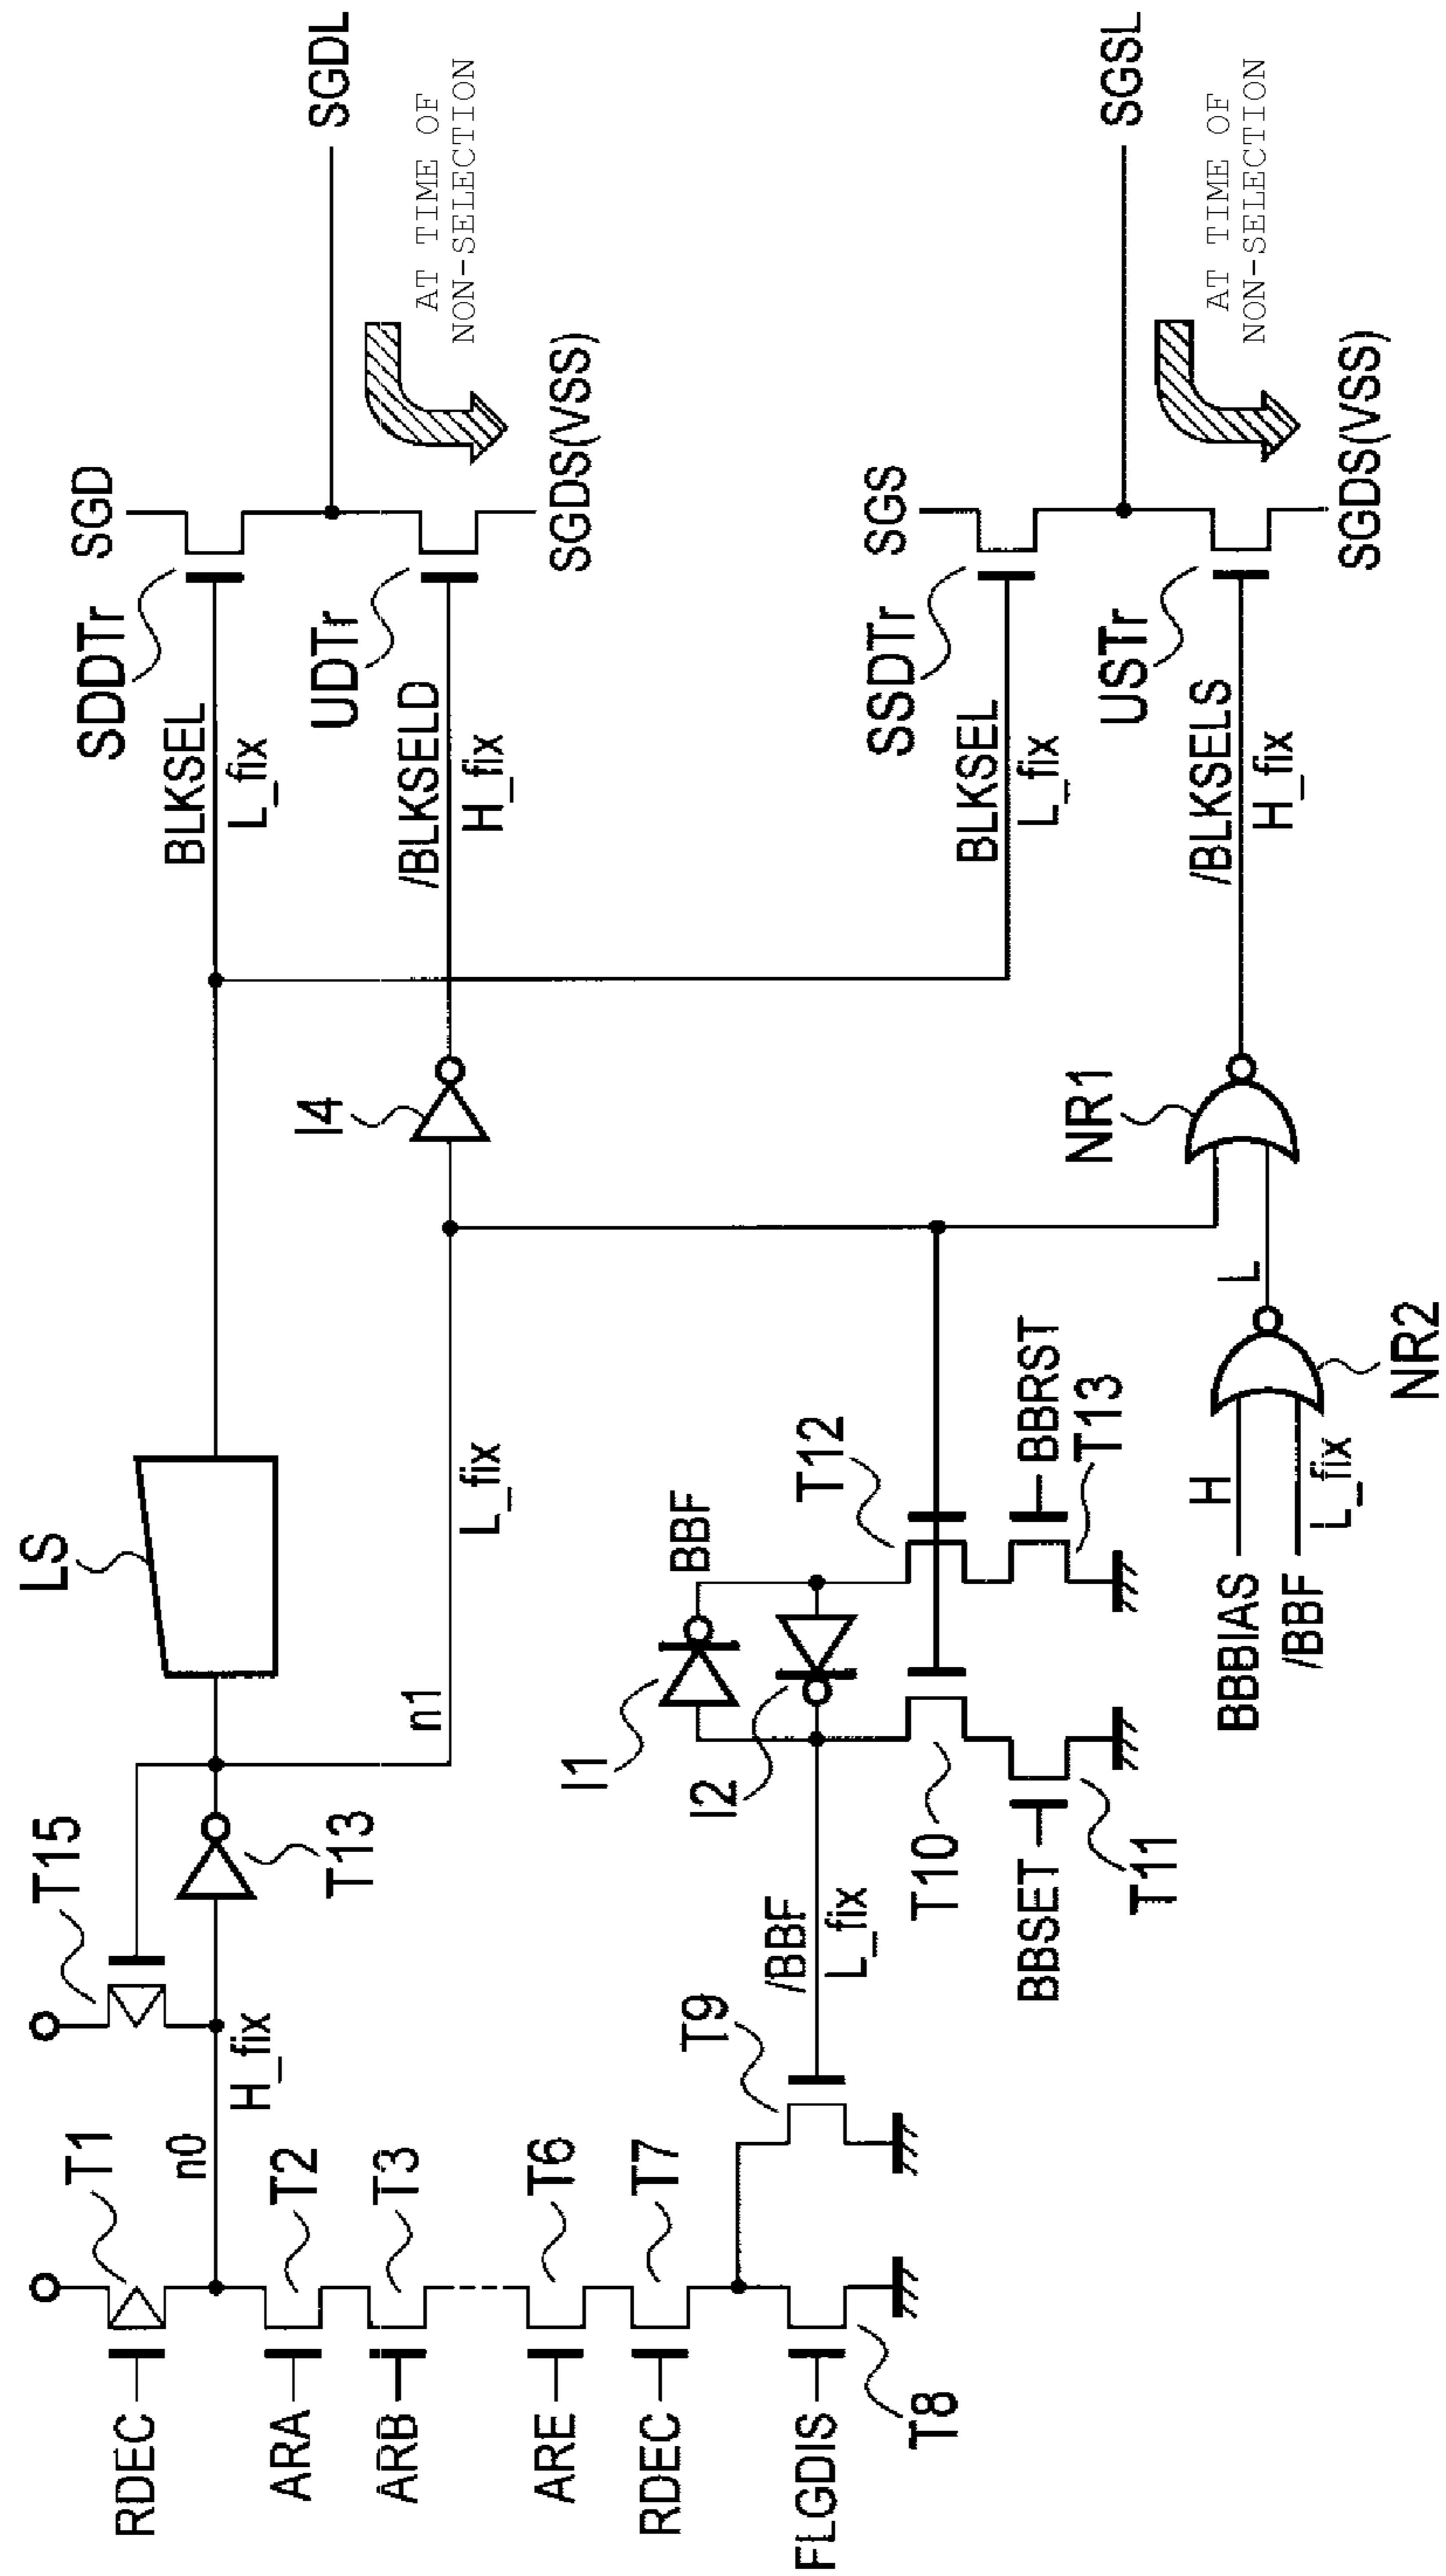 RDEC
T1
n0
H_fix
T15
T13
LS
n1
L_fix
I4
BLKSEL
L_fix
SDDTr
SGD
/BLKSELD
H_fix
UDTr
SGDS(VSS)
SGDL
AT TIME OF
NON-SELECTION
ARA
T2
ARB
T3
ARE
T6
RDEC
T7
FLGDIS
T8
T9
/BBF
L_fix
I1
I2
BBF
T10
T12
BBSET
T11
BBRST
T13
BBBIAS
H
/BBF
L_fix
NR2
L
NR1
BLKSEL
L_fix
SSDTr
SGS
/BLKSELS
H_fix
USTr
SGDS(VSS)
SGSL
AT TIME OF
NON-SELECTION